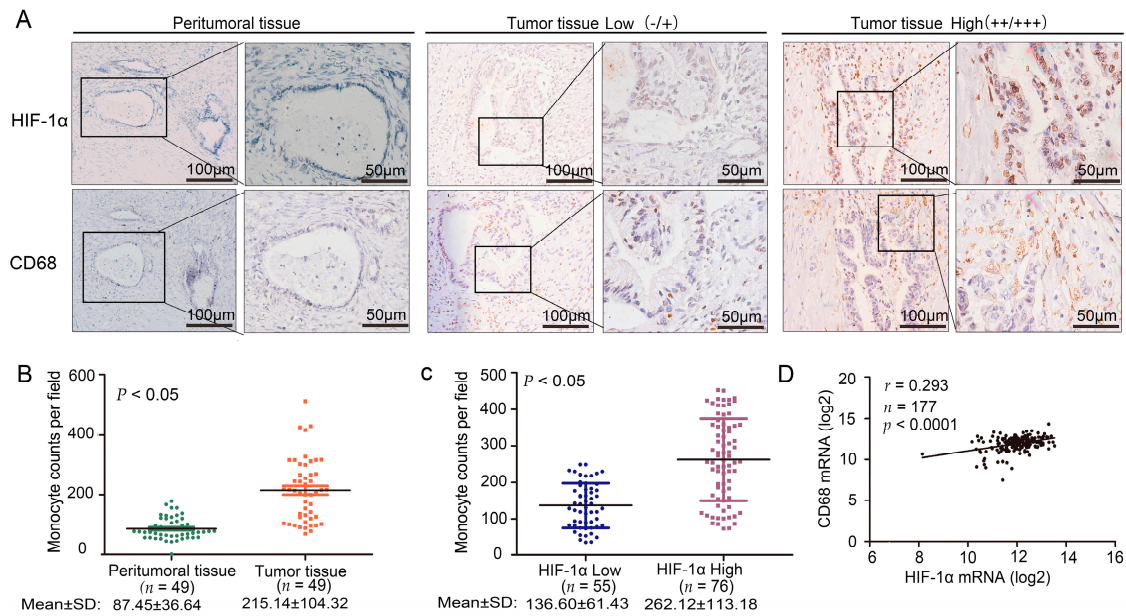 A
Peritumoral tissue
Tumor tissue Low (-/+)
Tumor tissue High(++/+++)
HIF-1α
100μm
50μm
100μm
50μm
100μm
50μm
CD68
100μm
50μm
100μm
50μm
100μm
50μm
B
P < 0.05
Monocyte counts per field
600
400
200
0
Peritumoral tissue
(n = 49)
Tumor tissue
(n = 49)
Mean±SD: 87.45±36.64 215.14±104.32
c
P < 0.05
Monocyte counts per field
500
400
300
200
100
0
HIF-1α Low
(n = 55)
HIF-1α High
(n = 76)
Mean±SD: 136.60±61.43 262.12±113.18
D
r = 0.293
n = 177
p < 0.0001
CD68 mRNA (log2)
20
15
10
5
0
6 8 10 12 14 16
HIF-1α mRNA (log2)